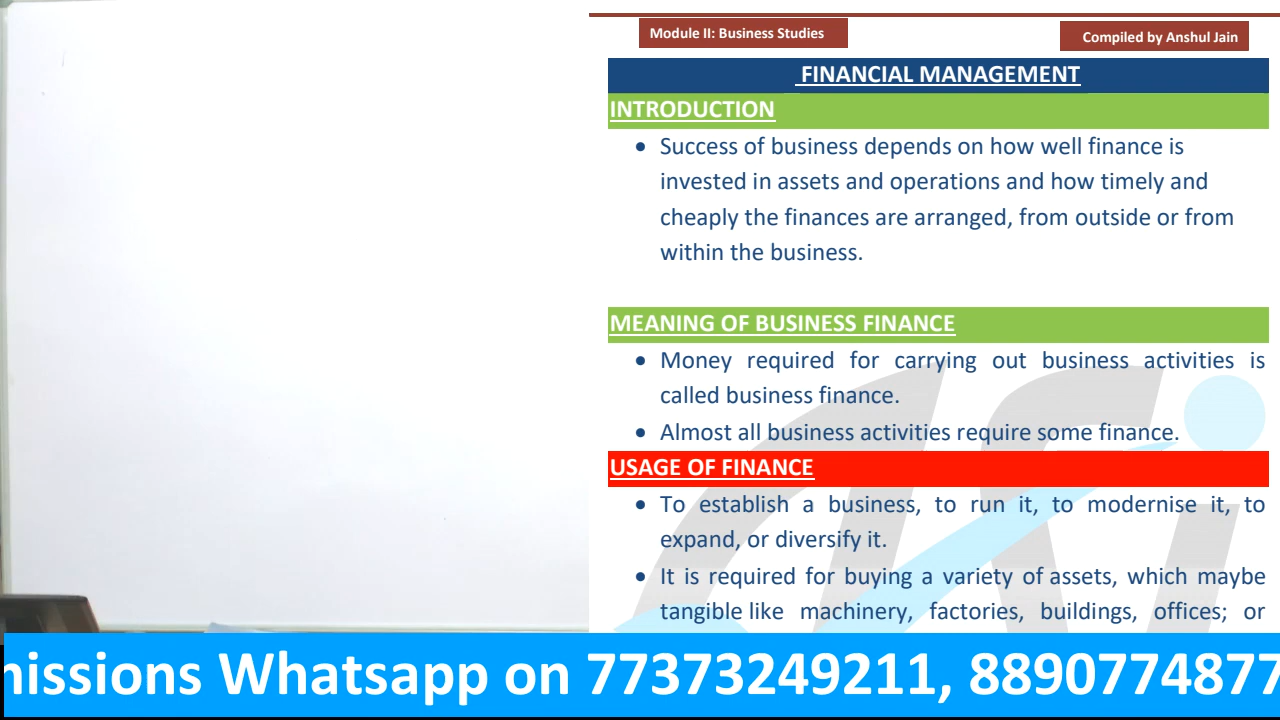 Module II: Business Studies
Compiled by Anshul Jain
FINANCIAL MANAGEMENT
INTRODUCTION
• Success of business depends on how well finance is
invested in assets and operations and how timely and
cheaply the finances are arranged, from outside or from
within the business.
MEANING OF BUSINESS FINANCE
• Money required for carrying out business activities is
called business finance.
• Almost all business activities require some finance.
USAGE OF FINANCE
• To establish a business, to run it, to modernise it, to
expand, or diversify it.
• It is required for buying a variety of assets, which maybe
tangible like machinery, factories, buildings, offices; or
missions Whatsapp on 77373249211, 8890774877